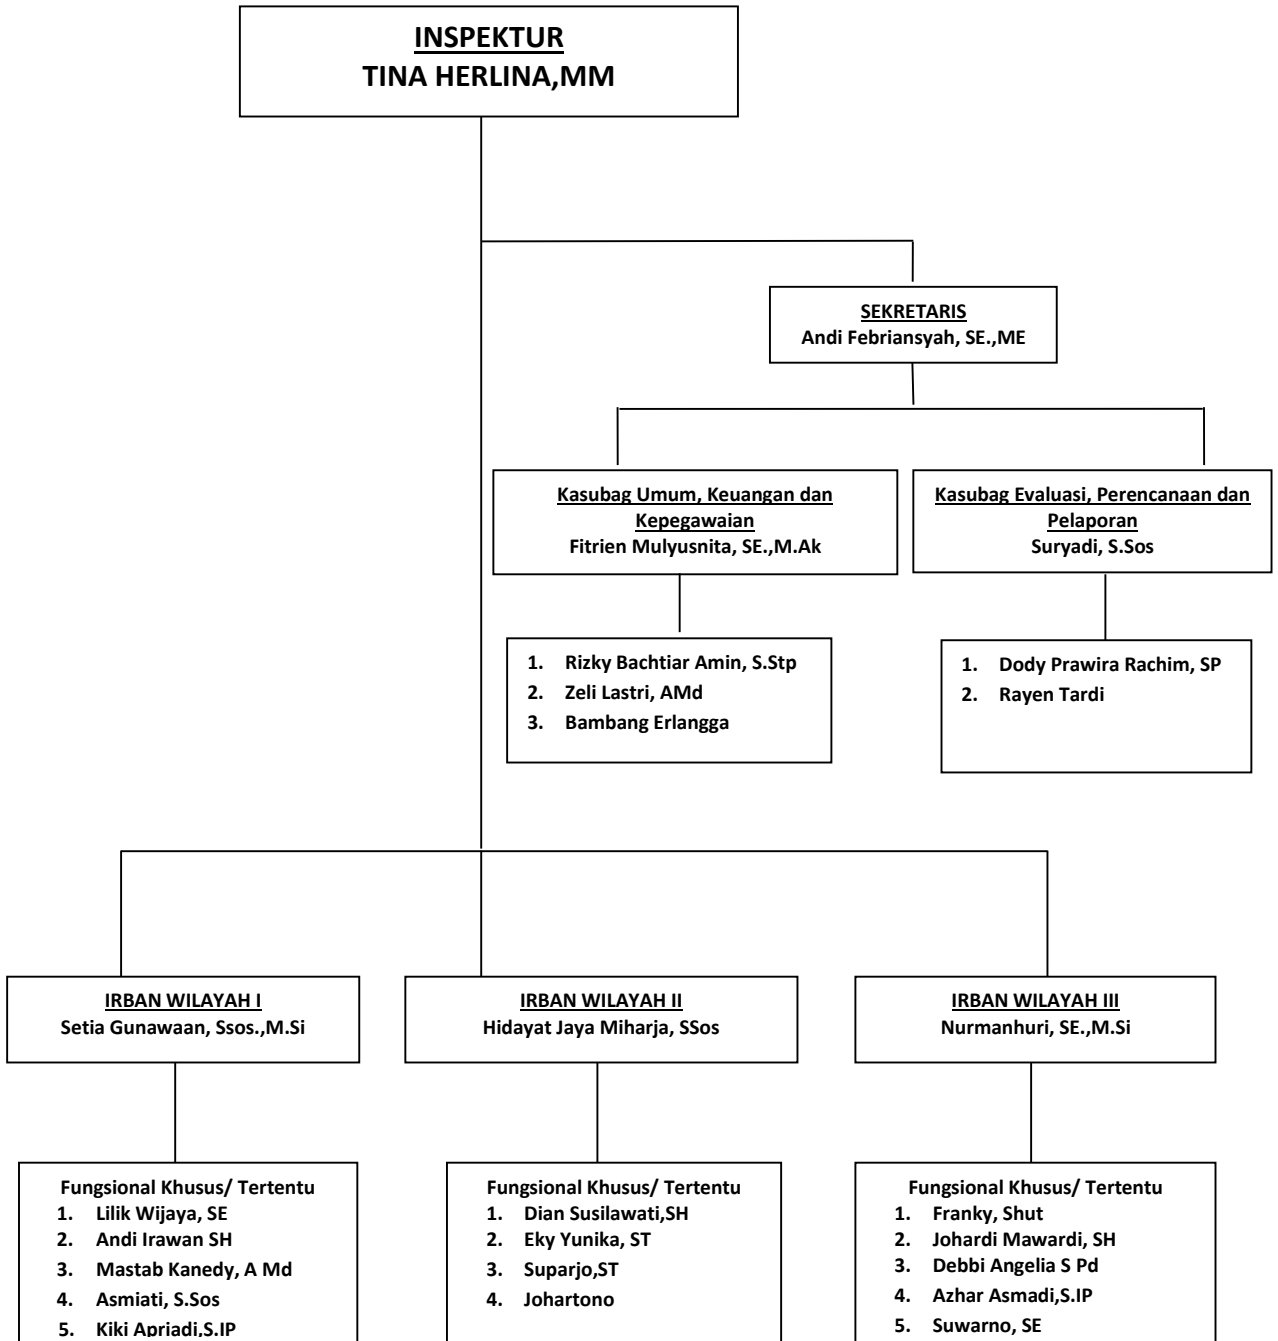 INSPEKTUR
TINA HERLINA,MM
SEKRETARIS
Andi Febriansyah, SE.,ME
Kasubag Umum, Keuangan dan
Kepegawaian
Fitrien Mulyusnita, SE.,M.Ak
Kasubag Evaluasi, Perencanaan dan
Pelaporan
Suryadi, S.Sos
1. Rizky Bachtiar Amin, S.Stp
2. Zeli Lastri, AMd
3. Bambang Erlangga
1. Dody Prawira Rachim, SP
2. Rayen Tardi
IRBAN WILAYAH I
Setia Gunawaan, Ssos.,M.Si
IRBAN WILAYAH II
Hidayat Jaya Miharja, SSos
IRBAN WILAYAH III
Nurmanhuri, SE.,M.Si
Fungsional Khusus/ Tertentu
1. Lilik Wijaya, SE
2. Andi Irawan SH
3. Mastab Kanedy, A Md
4. Asmiati, S.Sos
5. Kiki Apriadi,S.IP
Fungsional Khusus/ Tertentu
1. Dian Susilawati,SH
2. Eky Yunika, ST
3. Suparjo,ST
4. Johartono
Fungsional Khusus/ Tertentu
1. Franky, Shut
2. Johardi Mawardi, SH
3. Debbi Angelia S Pd
4. Azhar Asmadi,S.IP
5. Suwarno, SE